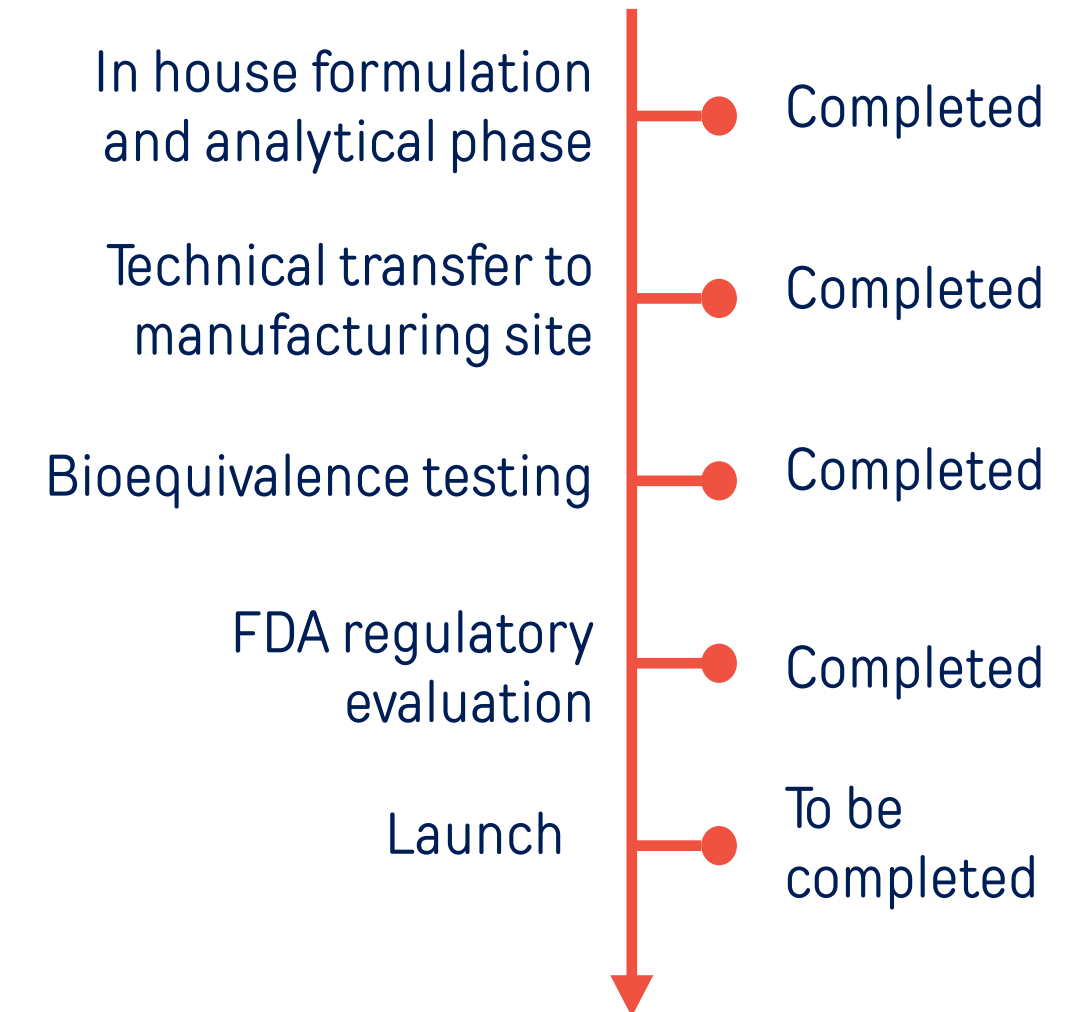 In house formulation
and analytical phase
Completed
Technical transfer to
manufacturing site
Completed
Bioequivalence testing
Completed
FDA regulatory
evaluation
Completed
Launch
To be
completed